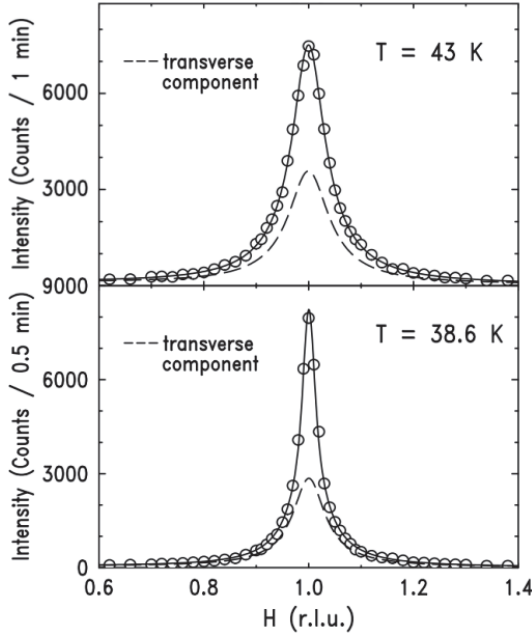 Intensity (Counts / 1 min)
7000
3000
9000
transverse
component
T = 43 K
Intensity (Counts / 0.5 min)
6000
3000
0
transverse
component
T = 38.6 K
0.6 0.8 1.0 1.2 1.4
H (r.l.u.)